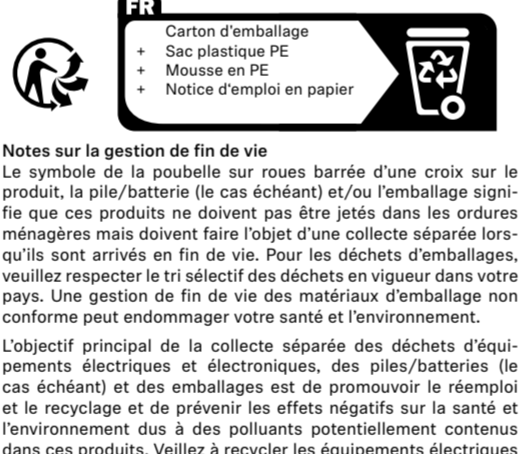 FR
Carton d'emballage
+ Sac plastique PE
+ Mousse en PE
+ Notice d'emploi en papier
Notes sur la gestion de fin de vie
Le symbole de la poubelle sur roues barrée d'une croix sur le
produit, la pile/batterie (le cas échéant) et/ou l'emballage signi-
fie que ces produits ne doivent pas être jetés dans les ordures
ménagères mais doivent faire l'objet d'une collecte séparée lors-
qu'ils sont arrivés en fin de vie. Pour les déchets d'emballages,
veuillez respecter le tri sélectif des déchets en vigueur dans votre
pays. Une gestion de fin de vie des matériaux d'emballage non
conforme peut endommager votre santé et l'environnement.
L'objectif principal de la collecte séparée des déchets d'équi-
pements électriques et électroniques, des piles/batteries (le
cas échéant) et des emballages est de promouvoir le réemploi
et le recyclage et de prévenir les effets négatifs sur la santé et
l'environnement dus à des polluants potentiellement contenus
dans ces produits. Veillez à recycler les équipements électriques